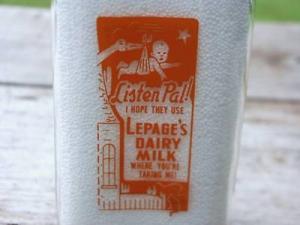 Listen Pal!
I HOPE THEY USE
LEPAGE'S
DAIRY
MILK
WHERE YOU'RE
TAKING ME!